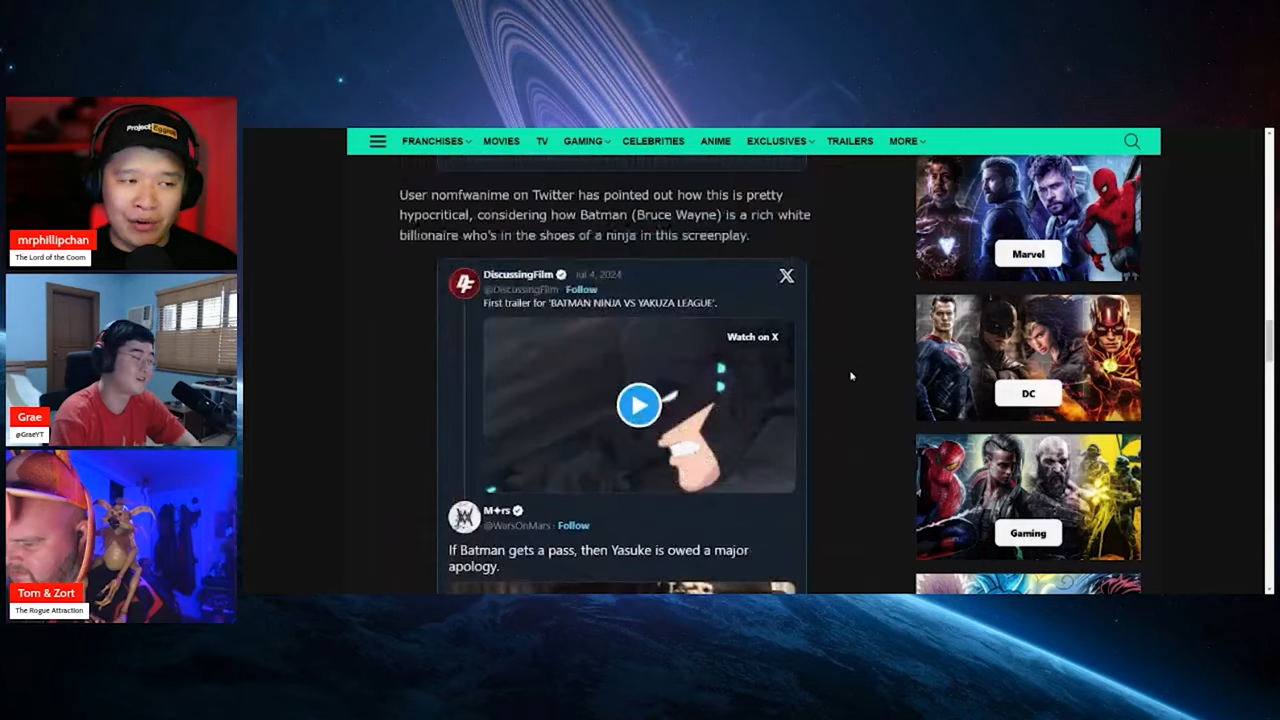 FRANCHISES MOVIES TV GAMING CELEBRITIES ANIME EXCLUSIVES TRAILERS MORE
User nomfwanime on Twitter has pointed out how this is pretty
hypocritical, considering how Batman (Bruce Wayne) is a rich white
billionaire who's in the shoes of a ninja in this screenplay.
DiscussingFilm Jul 4, 2024
@DiscussingFilm · Follow
First trailer for 'BATMAN NINJA VS YAKUZA LEAGUE'.
Watch on X
M✦rs
@WarsOnMars · Follow
If Batman gets a pass, then Yasuke is owed a major
apology.
Marvel
DC
Gaming
Project Eggroll
mrphillipchan
The Lord of the Coom
Grae
@GraeYT
Tom & Zort
The Rogue Attraction